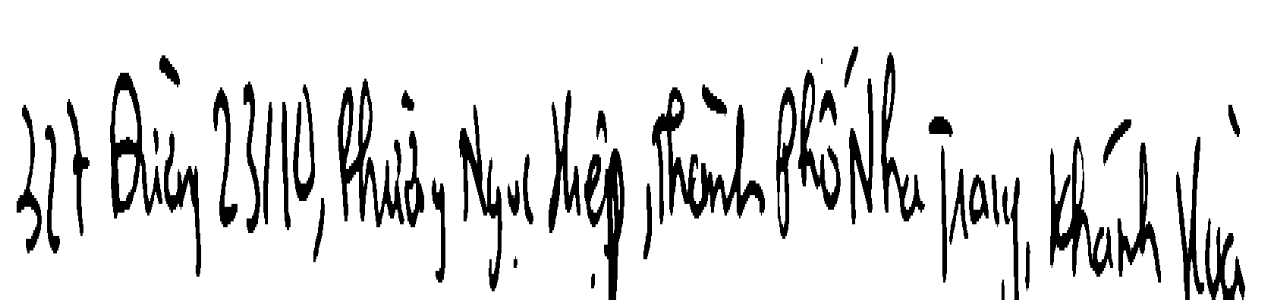 327 Đường 23/10, Phường Ngọc Hiệp, Thành Phố Nha Trang, Khánh Hòa